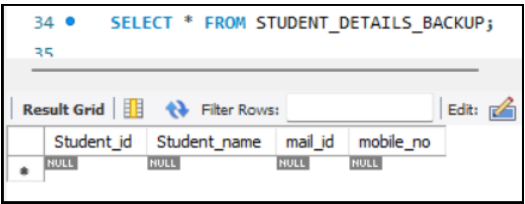 34 SELECT * FROM STUDENT_DETAILS_BACKUP;
35
Result Grid Filter Rows: Edit:
Student_id Student_name mail_id mobile_no
NULL NULL NULL NULL